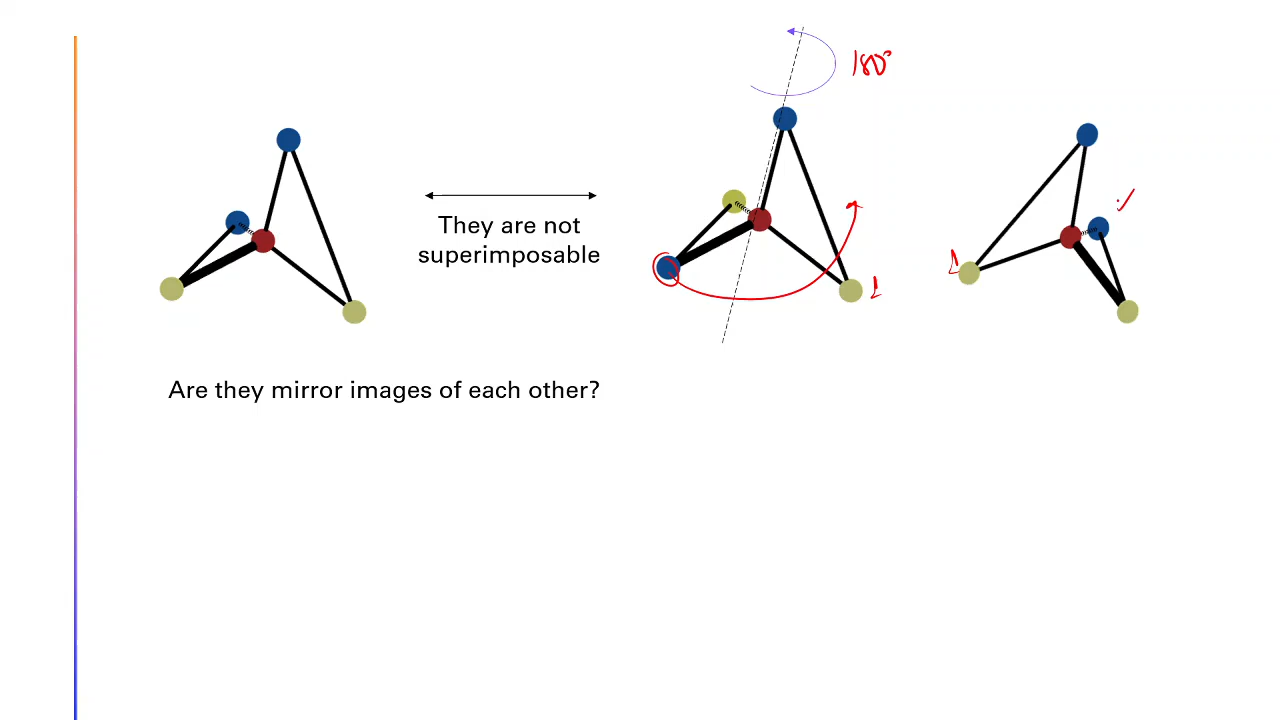 180°
They are not
superimposable
Are they mirror images of each other?